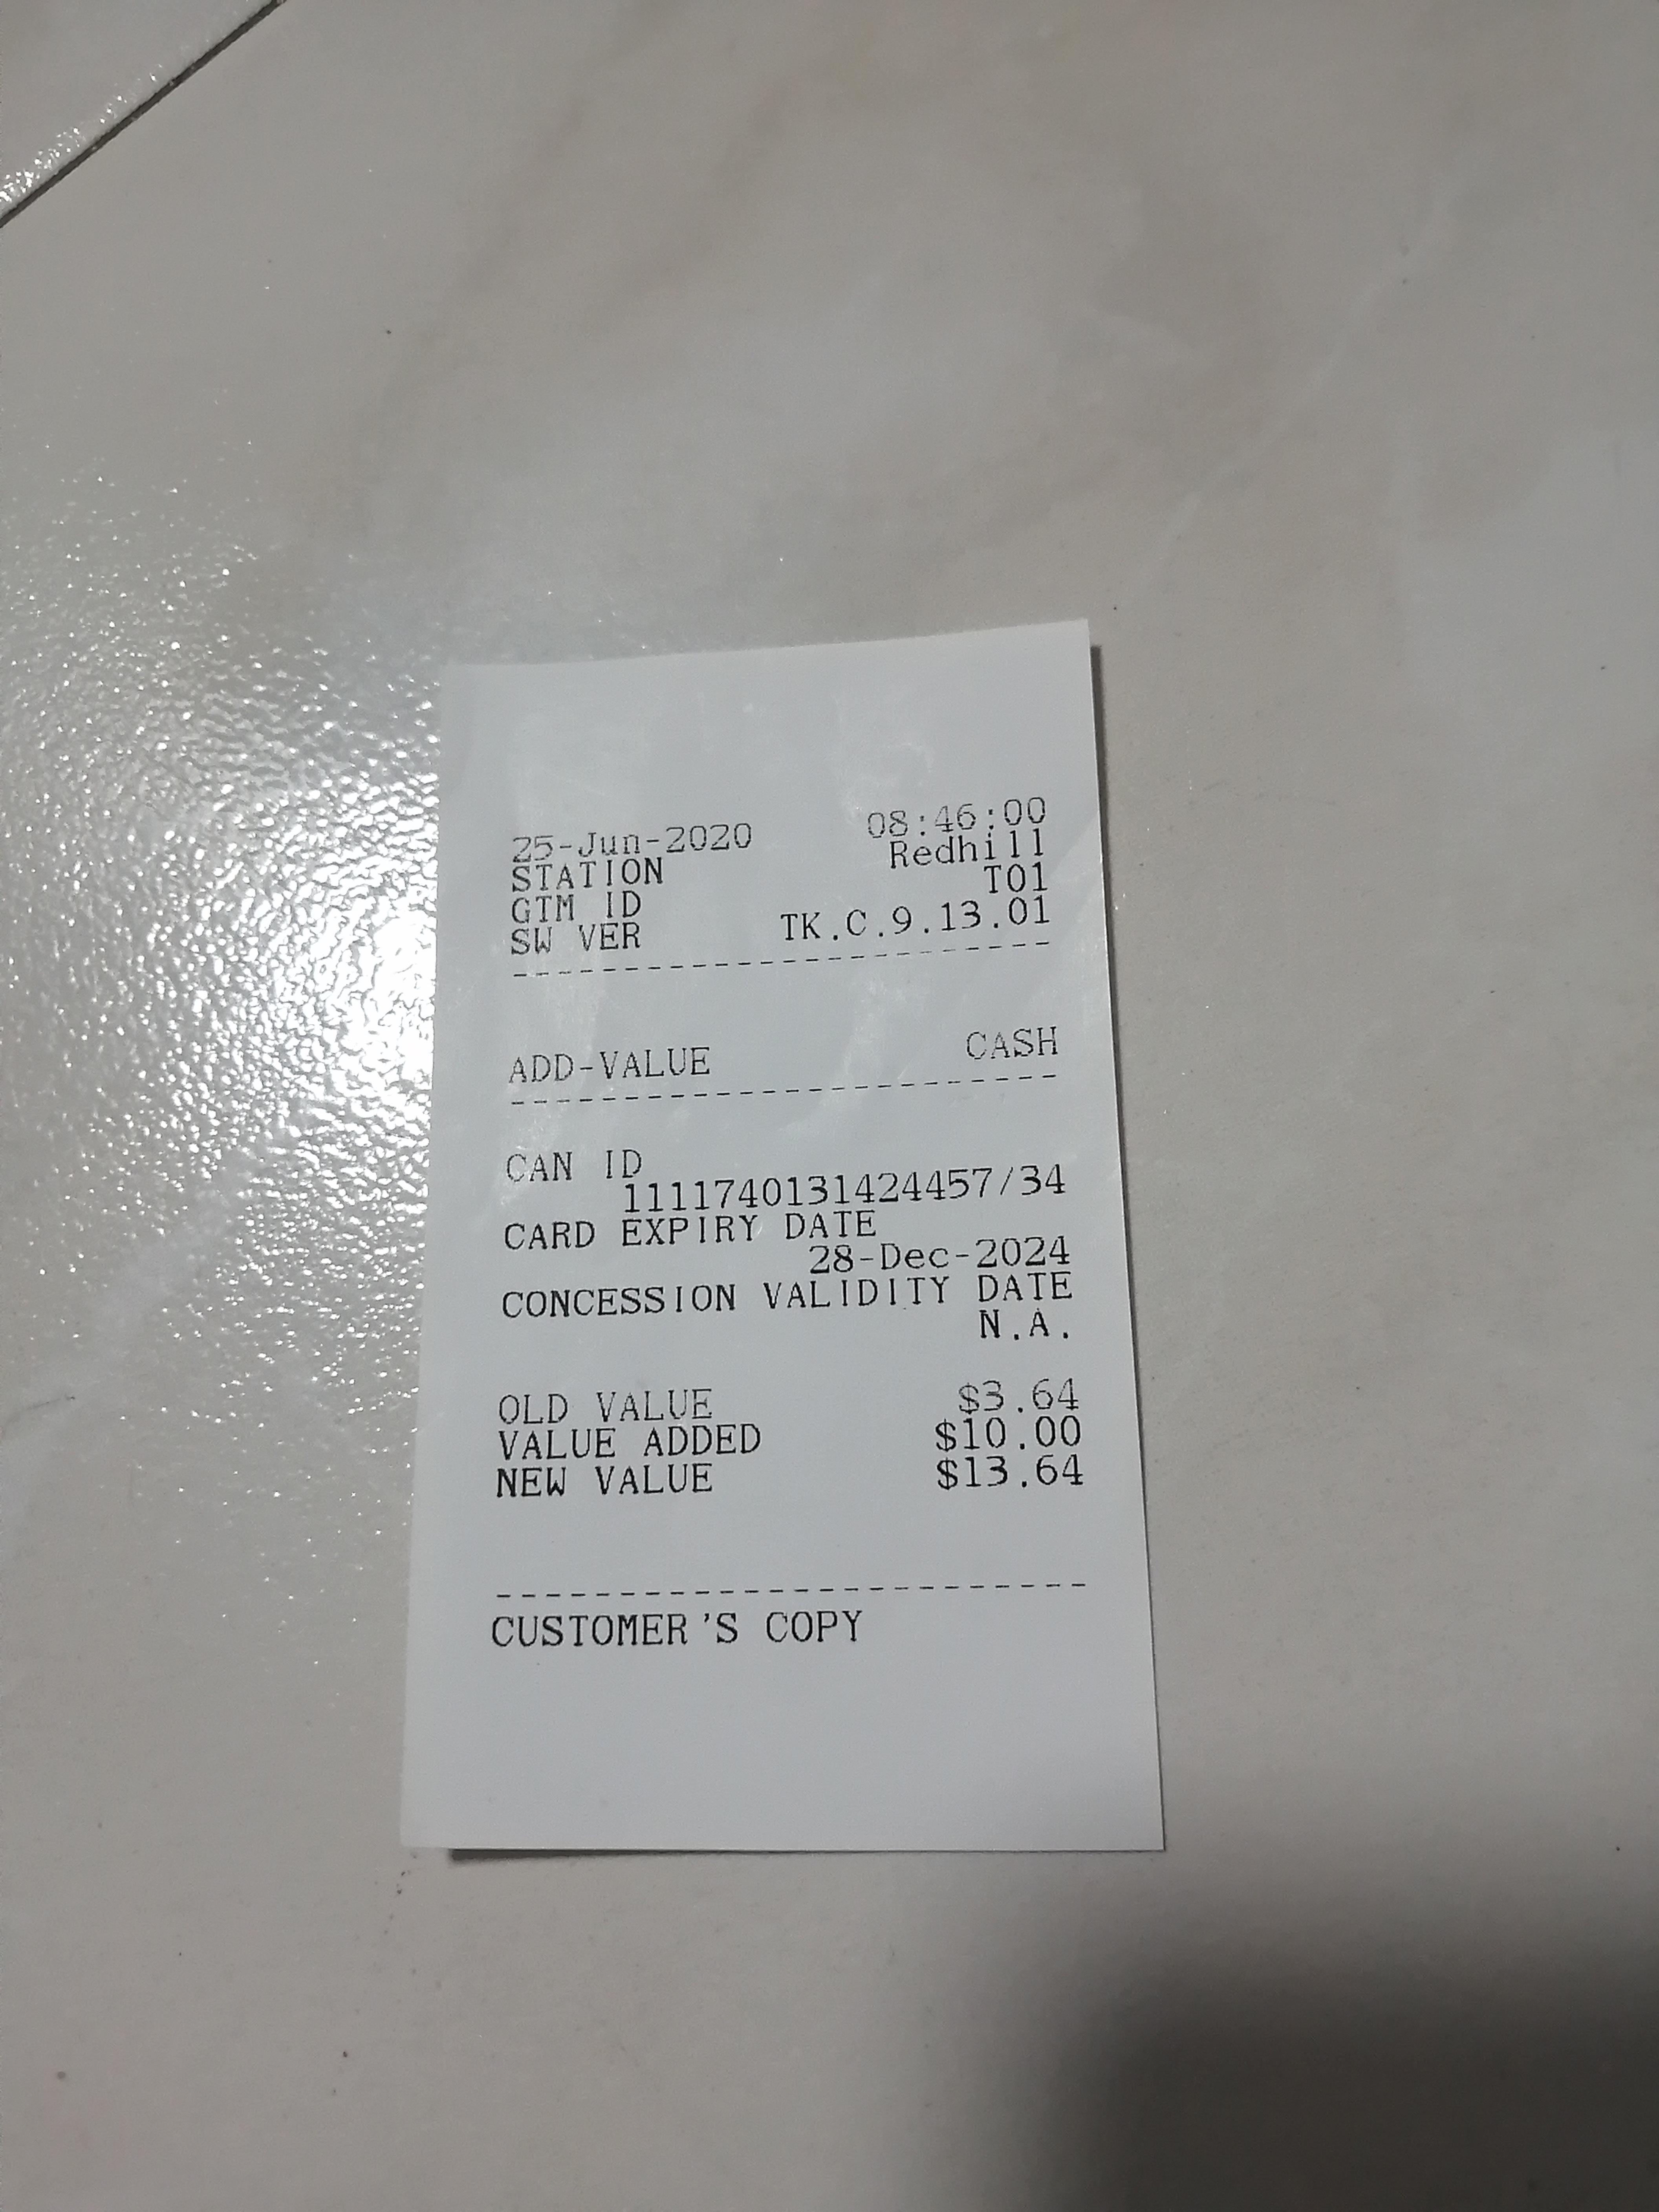 25-Jun-2020 08:46:00
STATION Redhill
GTM ID T01
SW VER TK.C.9.13.01
------------------------
ADD-VALUE CASH
------------------------
CAN ID
1111740131424457/34
CARD EXPIRY DATE
28-Dec-2024
CONCESSION VALIDITY DATE
N.A.
OLD VALUE $3.64
VALUE ADDED $10.00
NEW VALUE $13.64
------------------------
CUSTOMER'S COPY